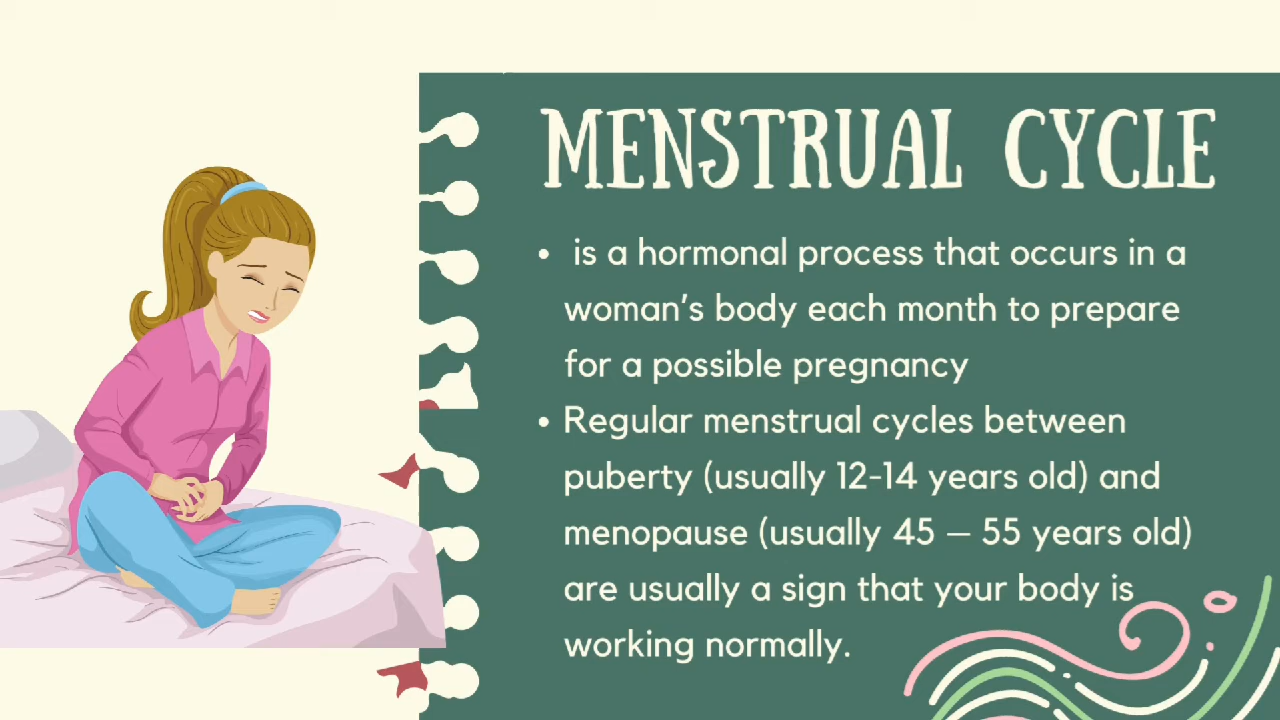 MENSTRUAL CYCLE
• is a hormonal process that occurs in a
woman's body each month to prepare
for a possible pregnancy
• Regular menstrual cycles between
puberty (usually 12-14 years old) and
menopause (usually 45 – 55 years old)
are usually a sign that your body is
working normally.